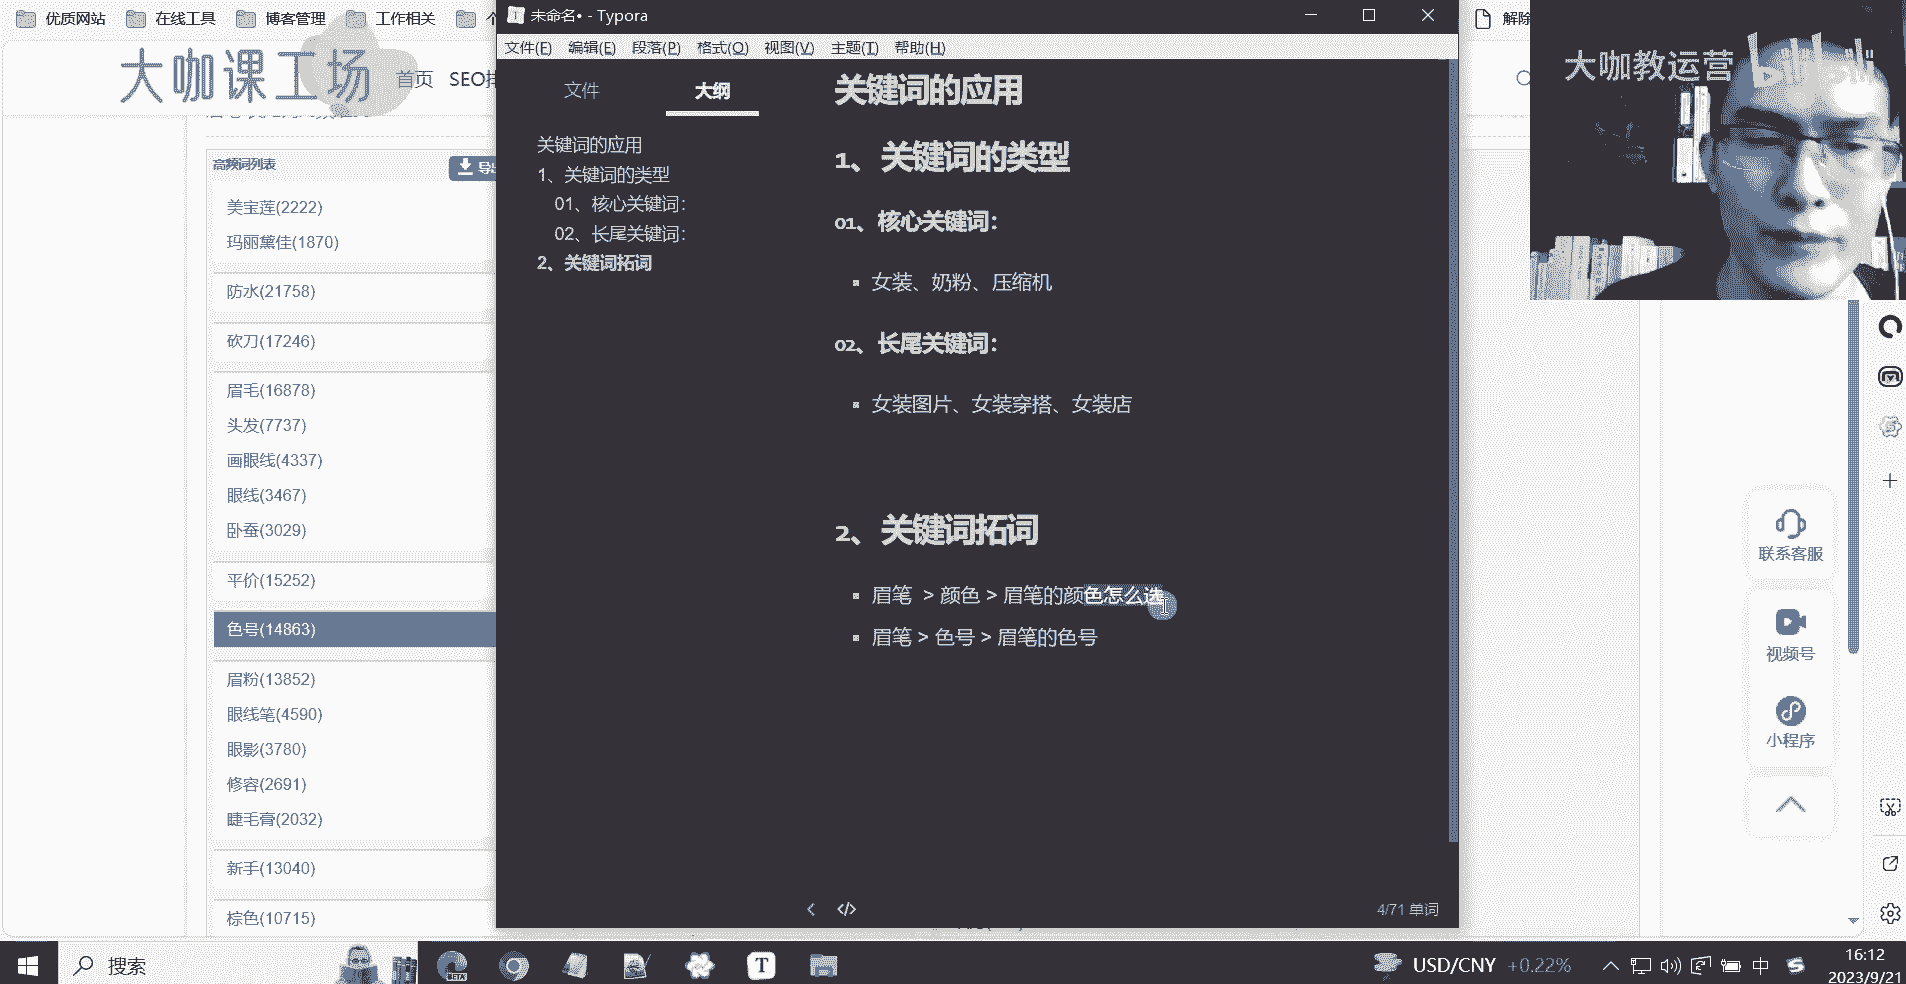 优质网站
在线工具
博客管理
工作相关
未命名• - Typora
解除
大咖课工场
首页
文件(F) 编辑(E) 段落(P) 格式(O) 视图(V) 主题(T) 帮助(H)
文件
大纲
关键词的应用
1、关键词的类型
01、核心关键词：
02、长尾关键词：
2、关键词拓词
关键词的应用
1、关键词的类型
01、核心关键词：
女装、奶粉、压缩机
02、长尾关键词：
女装图片、女装穿搭、女装店
2、关键词拓词
眉笔 > 颜色 > 眉笔的颜色怎么选
眉笔 > 色号 > 眉笔的色号
4/71 单词
高频词列表
美宝莲(2222)
玛丽黛佳(1870)
防水(21758)
砍刀(17246)
眉毛(16878)
头发(7737)
画眼线(4337)
眼线(3467)
卧蚕(3029)
平价(15252)
色号(14863)
眉粉(13852)
眼线笔(4590)
眼影(3780)
修容(2691)
睫毛膏(2032)
新手(13040)
棕色(10715)
大咖教运营
联系客服
视频号
小程序
搜索
BETA
T
USD/CNY +0.22%
中
16:12
2023/9/21